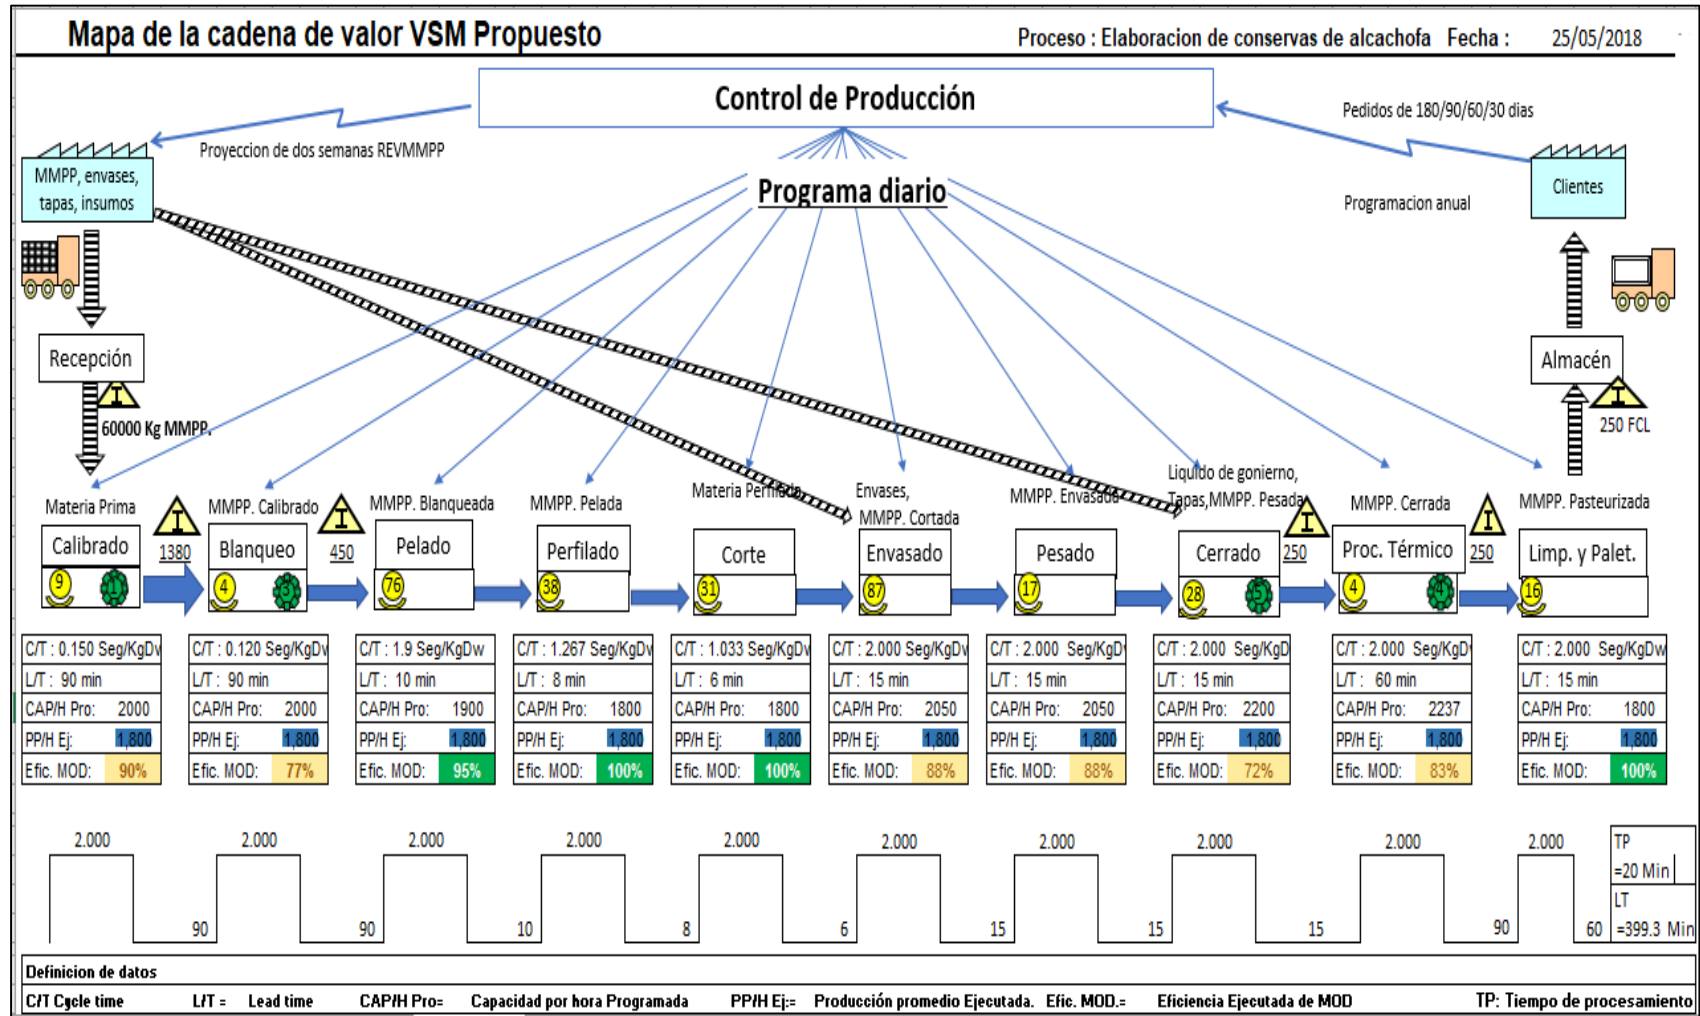 Mapa de la cadena de valor VSM Propuesto
Proceso : Elaboracion de conservas de alcachofa Fecha : 25/05/2018
Control de Producción
Pedidos de 180/90/60/30 dias
Proyeccion de dos semanas REVMMPP
MMPP, envases,
tapas, insumos
Programa diario
Clientes
Programacion anual
Recepción
Almacén
60000 Kg MMPP.
250 FCL
Materia Prima
MMPP. Calibrado
MMPP. Blanqueada
MMPP. Pelada
Materia Perfilado
Envases,
MMPP. Cortada
MMPP. Envasada
Liquido de gonierno,
Tapas,MMPP. Pesada
MMPP. Cerrada
MMPP. Pasteurizada
Calibrado
1380
Blanqueo
450
Pelado
Perfilado
Corte
Envasado
Pesado
Cerrado
250
Proc. Térmico
250
Limp. y Palet.
9 1 4 3 76 38 31 87 17 28 5 4 4 16
C/T : 0.150 Seg/KgDv
L/T : 90 min
CAP/H Pro: 2000
PP/H Ej: 1,800
Efic. MOD: 90%
C/T : 0.120 Seg/KgDw
L/T : 90 min
CAP/H Pro: 2000
PP/H Ej: 1,800
Efic. MOD: 77%
C/T : 1.9 Seg/KgDw
L/T : 10 min
CAP/H Pro: 1900
PP/H Ej: 1,800
Efic. MOD: 95%
C/T : 1.267 Seg/KgDv
L/T : 8 min
CAP/H Pro: 1800
PP/H Ej: 1,800
Efic. MOD: 100%
C/T : 1.033 Seg/KgDv
L/T : 6 min
CAP/H Pro: 1800
PP/H Ej: 1,800
Efic. MOD: 100%
C/T : 2.000 Seg/KgDw
L/T : 15 min
CAP/H Pro: 2050
PP/H Ej: 1,800
Efic. MOD: 88%
C/T : 2.000 Seg/KgD
L/T : 15 min
CAP/H Pro: 2050
PP/H Ej: 1,800
Efic. MOD: 88%
C/T : 2.000 Seg/KgD
L/T : 15 min
CAP/H Pro: 2200
PP/H Ej: 1,800
Efic. MOD: 72%
C/T : 2.000 Seg/KgD
L/T : 60 min
CAP/H Pro: 2237
PP/H Ej: 1,800
Efic. MOD: 83%
C/T : 2.000 Seg/KgDw
L/T : 15 min
CAP/H Pro: 1800
PP/H Ej: 1,800
Efic. MOD: 100%
2.000 2.000 2.000 2.000 2.000 2.000 2.000 2.000 2.000 2.000
TP
=20 Min
LT
=399.3 Min
90 90 10 8 6 15 15 15 90 60
Definicion de datos
C/T Cycle time L/T = Lead time CAP/H Pro= Capacidad por hora Programada PP/H Ej:= Producción promedio Ejecutada. Efic. MOD.= Eficiencia Ejecutada de MOD TP: Tiempo de procesamiento